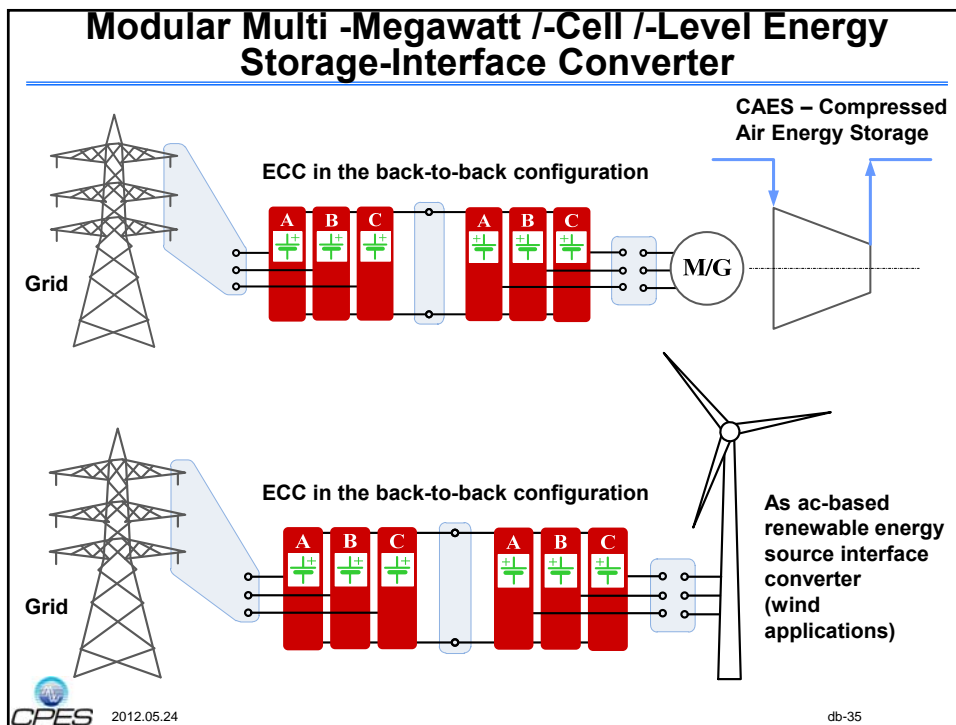 Modular Multi -Megawatt /-Cell /-Level Energy
Storage-Interface Converter
CAES – Compressed
Air Energy Storage
ECC in the back-to-back configuration
A B C
A B C
+ + +
+ + +
M/G
Grid
ECC in the back-to-back configuration
A B C
A B C
+ + +
+ + +
As ac-based
renewable energy
source interface
converter
(wind
applications)
Grid
CPES 2012.05.24
db-35